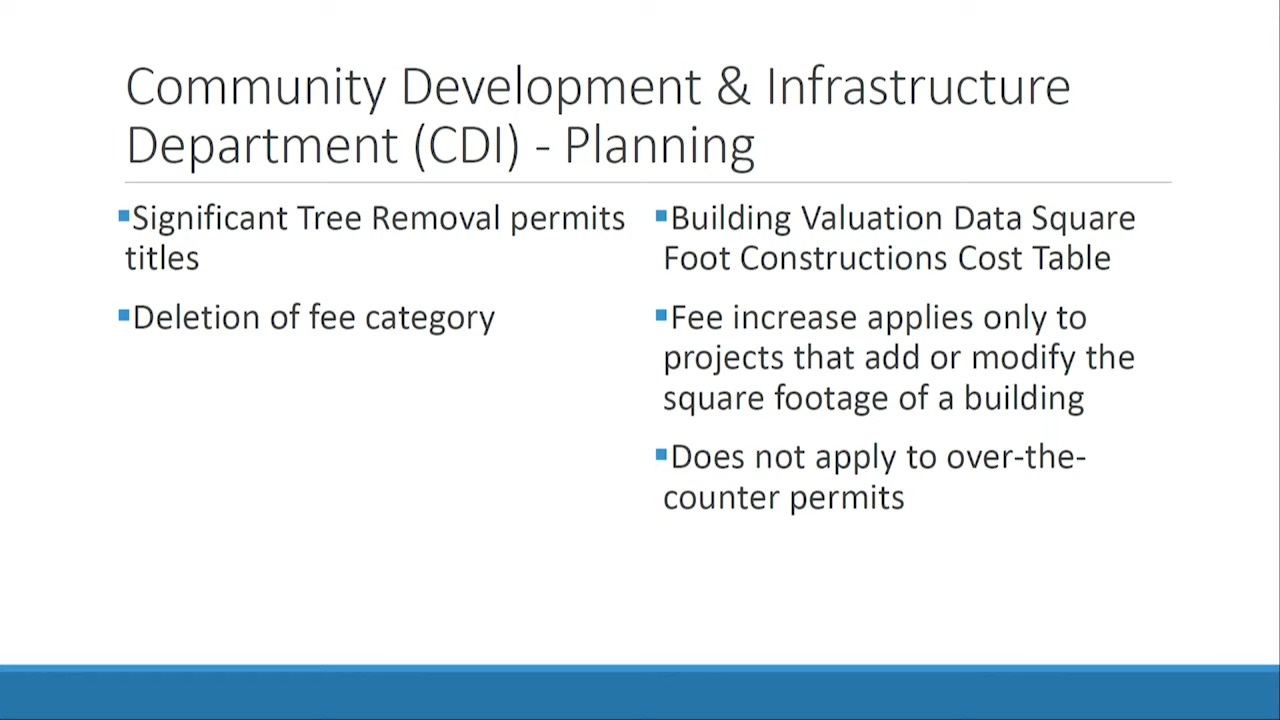 Community Development & Infrastructure
Department (CDI) - Planning
▪Significant Tree Removal permits
titles
▪Deletion of fee category
▪Building Valuation Data Square
Foot Constructions Cost Table
▪Fee increase applies only to
projects that add or modify the
square footage of a building
▪Does not apply to over-the-
counter permits